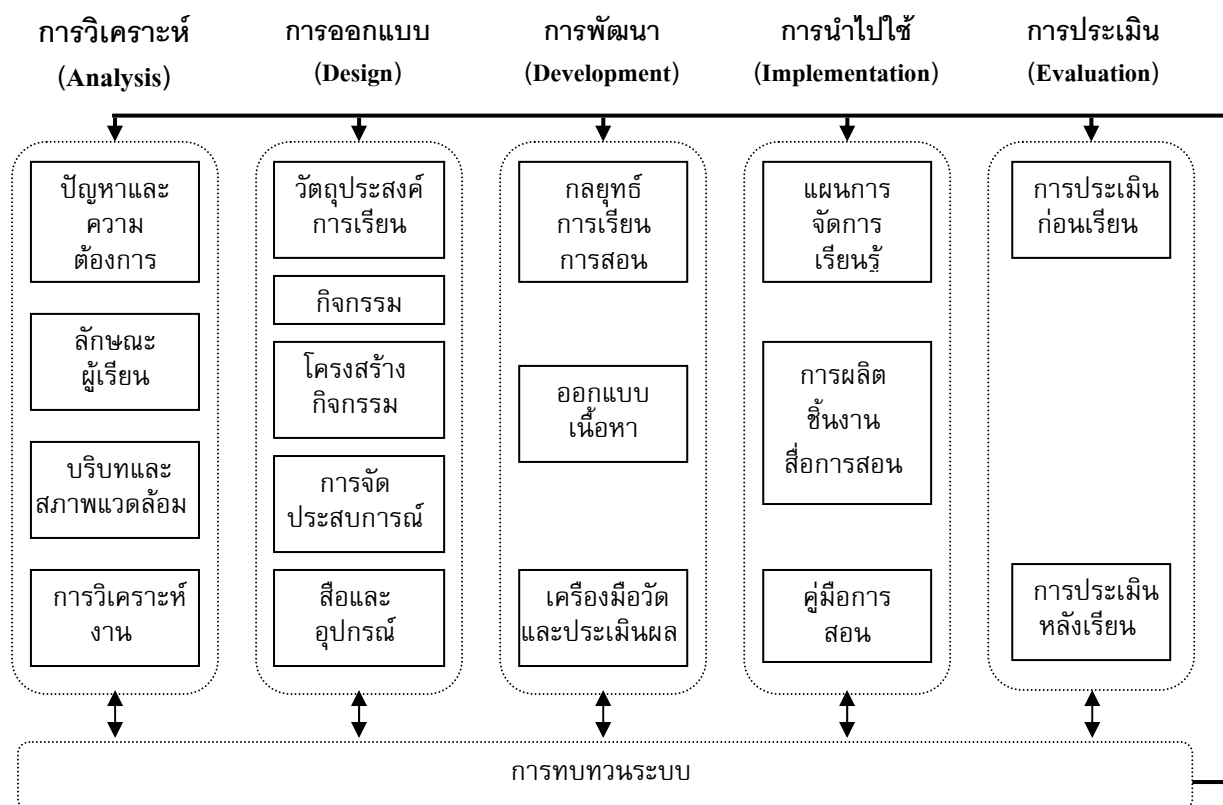 การวิเคราะห์
(Analysis)
การออกแบบ
(Design)
การพัฒนา
(Development)
การนำไปใช้
(Implementation)
การประเมิน
(Evaluation)
ปัญหาและ
ความ
ต้องการ
ลักษณะ
ผู้เรียน
บริบทและ
สภาพแวดล้อม
การวิเคราะห์
งาน
วัตถุประสงค์
การเรียน
กิจกรรม
โครงสร้าง
กิจกรรม
การจัด
ประสบการณ์
สือและ
อุปกรณ์
กลยุทธ์
การเรียน
การสอน
ออกแบบ
เนื้อหา
เครื่องมือวัด
และประเมินผล
แผนการ
จัดการ
เรียนรู้
การผลิต
ชิ้นงาน
สื่อการสอน
คู่มือการ
สอน
การประเมิน
ก่อนเรียน
การประเมิน
หลังเรียน
การทบทวนระบบ